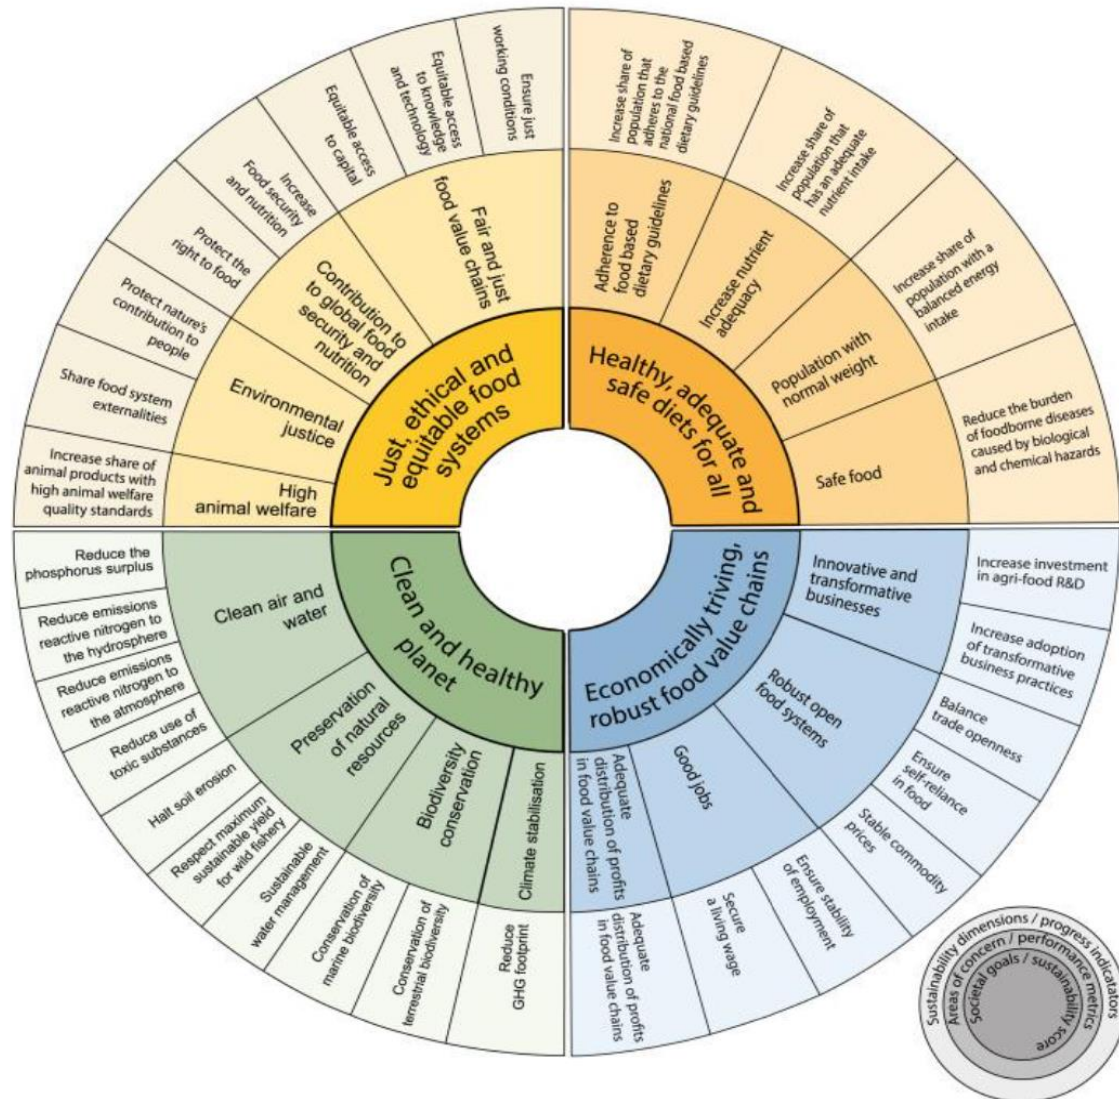 Ensure just
working conditions
Equitable access
to knowledge
and technology
Equitable access
to capital
Increase
Food security
and nutrition
Protect the
right to food
Protect nature's
contribution to
people
Share food system
externalities
Increase share of
animal products with
high animal welfare
quality standards
Fair and just
food value chains
Contribution to
to global food
security and
nutrition
Environmental
justice
High
animal welfare
Just, ethical and
equitable food
systems
Increase share of
population that
adheres to the
national food based
dietary guidelines
Increase share of
population that
has an adequate
nutrient intake
Increase share of
population with a
balanced energy
intake
Reduce the burden
of foodborne diseases
caused by biological
and chemical hazards
Adherence to
food based
dietary guidelines
Increase nutrient
adequacy
Population with
normal weight
Safe food
Healthy, adequate and
safe diets for all
Reduce the
phosphorus surplus
Reduce emissions
reactive nitrogen to
the hydrosphere
Reduce emissions
reactive nitrogen to
the atmosphere
Reduce use of
toxic substances
Halt soil erosion
Respect maximum
sustainable yield
for wild fishery
Sustainable
water management
Conservation of
marine biodiversity
Conservation of
terrestrial biodiversity
Reduce
GHG footprint
Clean air and
water
Preservation
of natural
resources
Biodiversity
conservation
Climate stabilisation
Clean and healthy
planet
Economically triving,
robust food value chains
Innovative and
transformative
businesses
Robust open
food systems
Good jobs
Adequate
distribution of profits
in food value chains
Increase investment
in agri-food R&D
Increase adoption
of transformative
business practices
Balance
trade openness
Ensure
self-reliance
in food
Stable commodity
prices
Ensure stability
of employment
Secure
a living wage
Adequate
distribution of profits
in food value chains
Sustainability dimensions / progress indicatators
Areas of concern / performance metrics
Societal goals / sustainability score